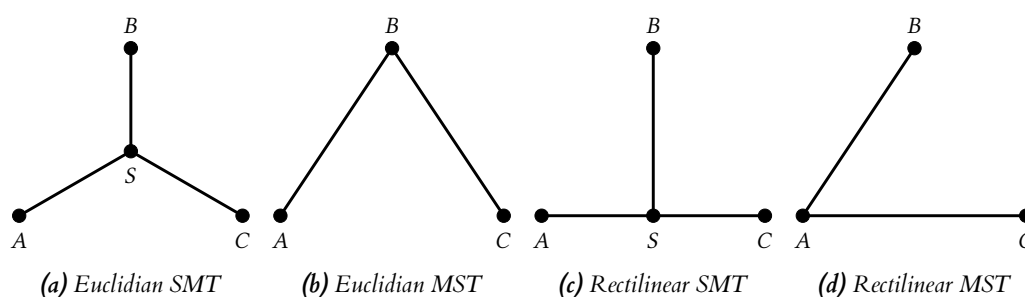 B
S
A
C
(a) Euclidian SMT
B
A
C
(b) Euclidian MST
B
A
S
C
(c) Rectilinear SMT
B
A
C
(d) Rectilinear MST